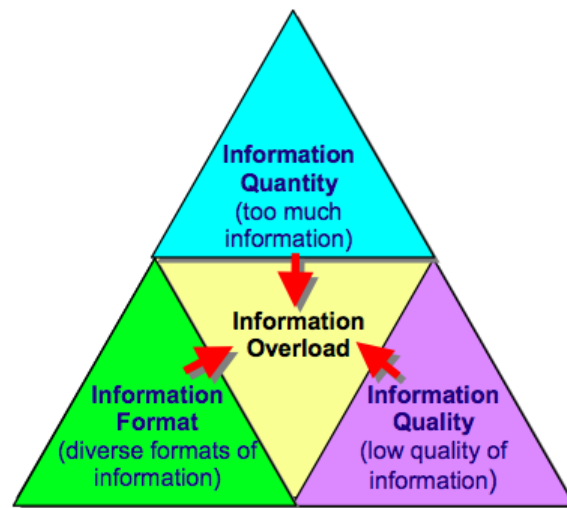 Information
Quantity
(too much
information)
Information
Overload
Information
Format
(diverse formats of
information)
Information
Quality
(low quality of
information)